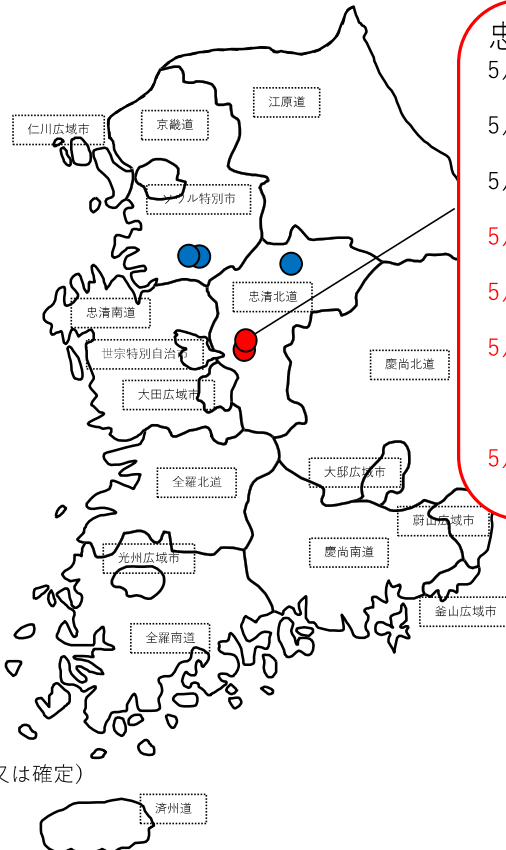 忠
5/
江原道
5/
京畿道
仁川広域市
5/
ソウル特別市
5/
忠清北道
5/
忠清南道
5/
世宗特別自治市
慶尚北道
大田広域市
5/
大邱広域市
全羅北道
蔚山広域市
慶尚南道
光州広域市
釜山広域市
全羅南道
又は確定)
済州道